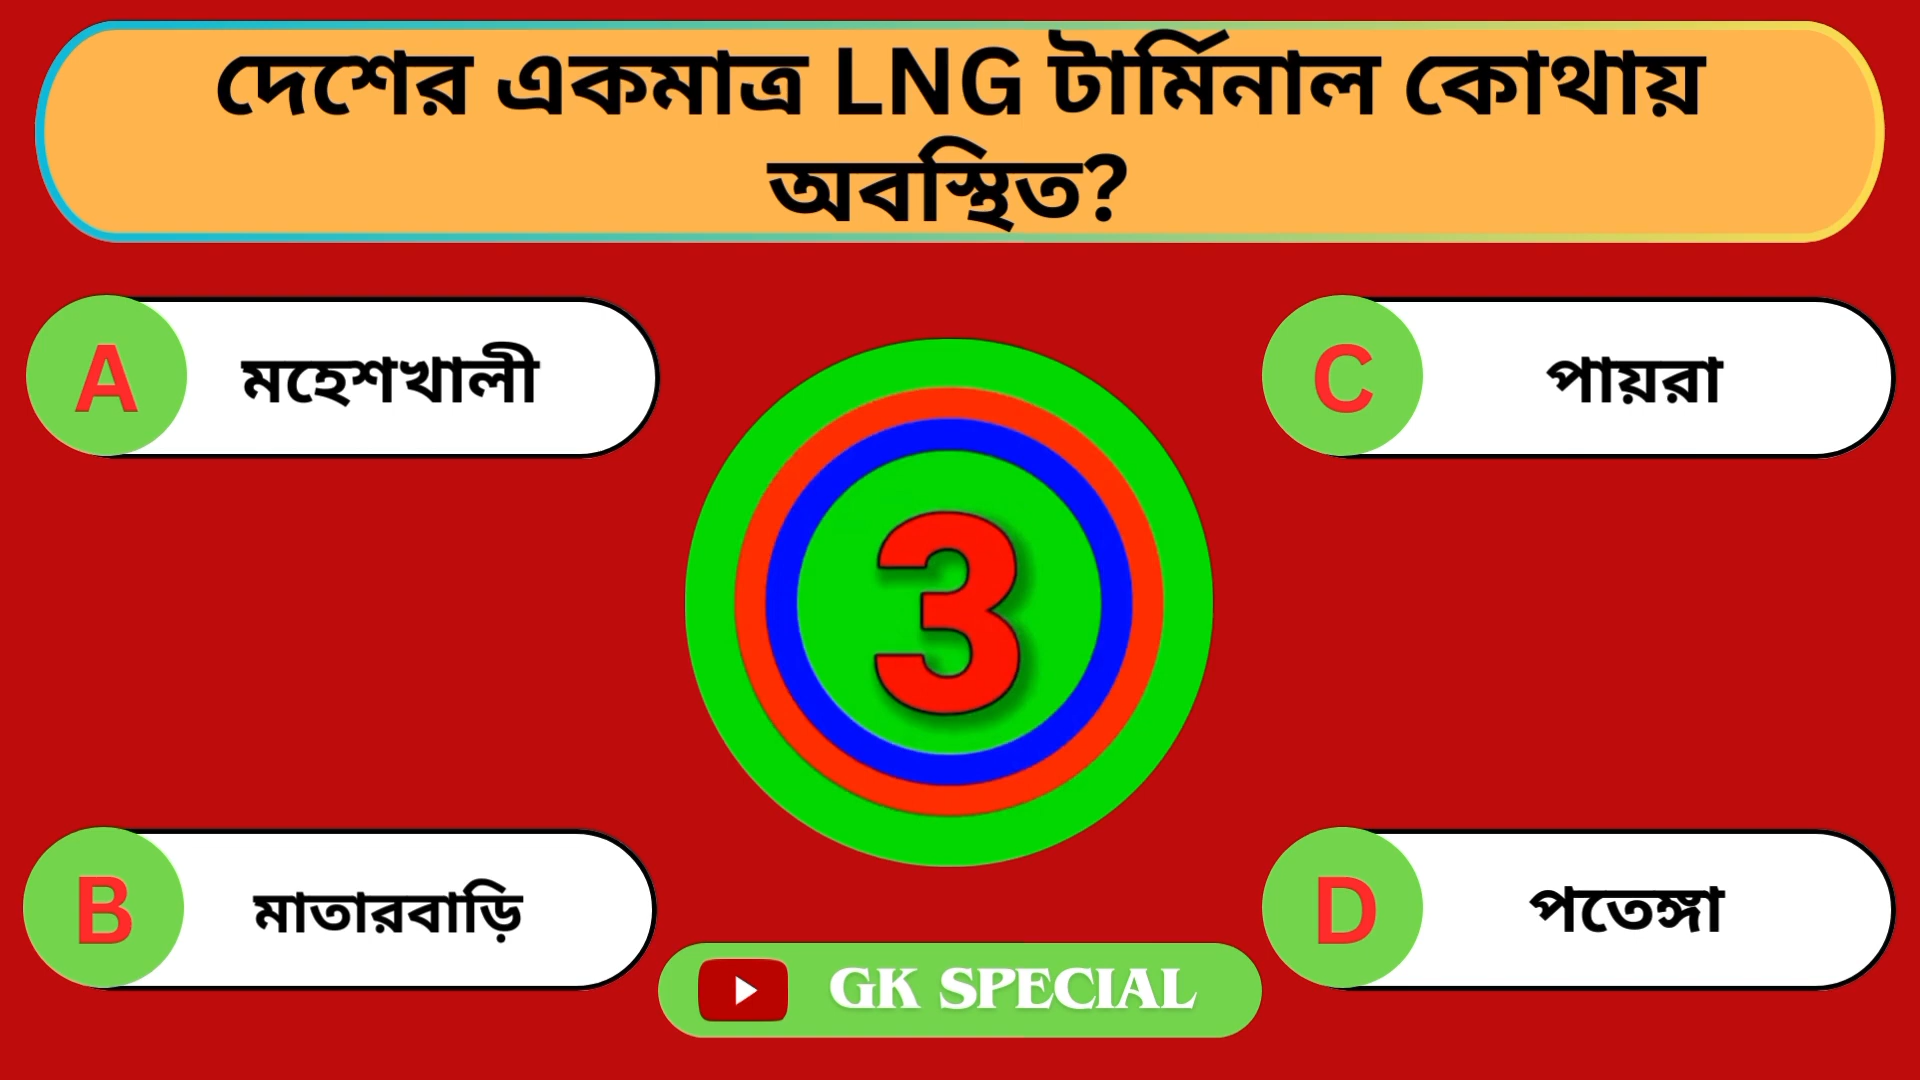 দেশের একমাত্র LNG টার্মিনাল কোথায়
অবস্থিত?
A মহেশখালী
C পায়রা
3
B মাতারবাড়ি
D পতেঙ্গা
GK SPECIAL